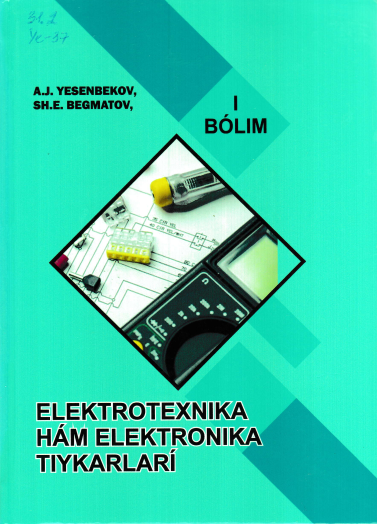 A.J. YESENBEKOV,
SH.E. BEGMATOV,
I
BÓLIM
ELEKTROTEXNIKA
HÁM ELEKTRONIKA
TIYKARLARÍ